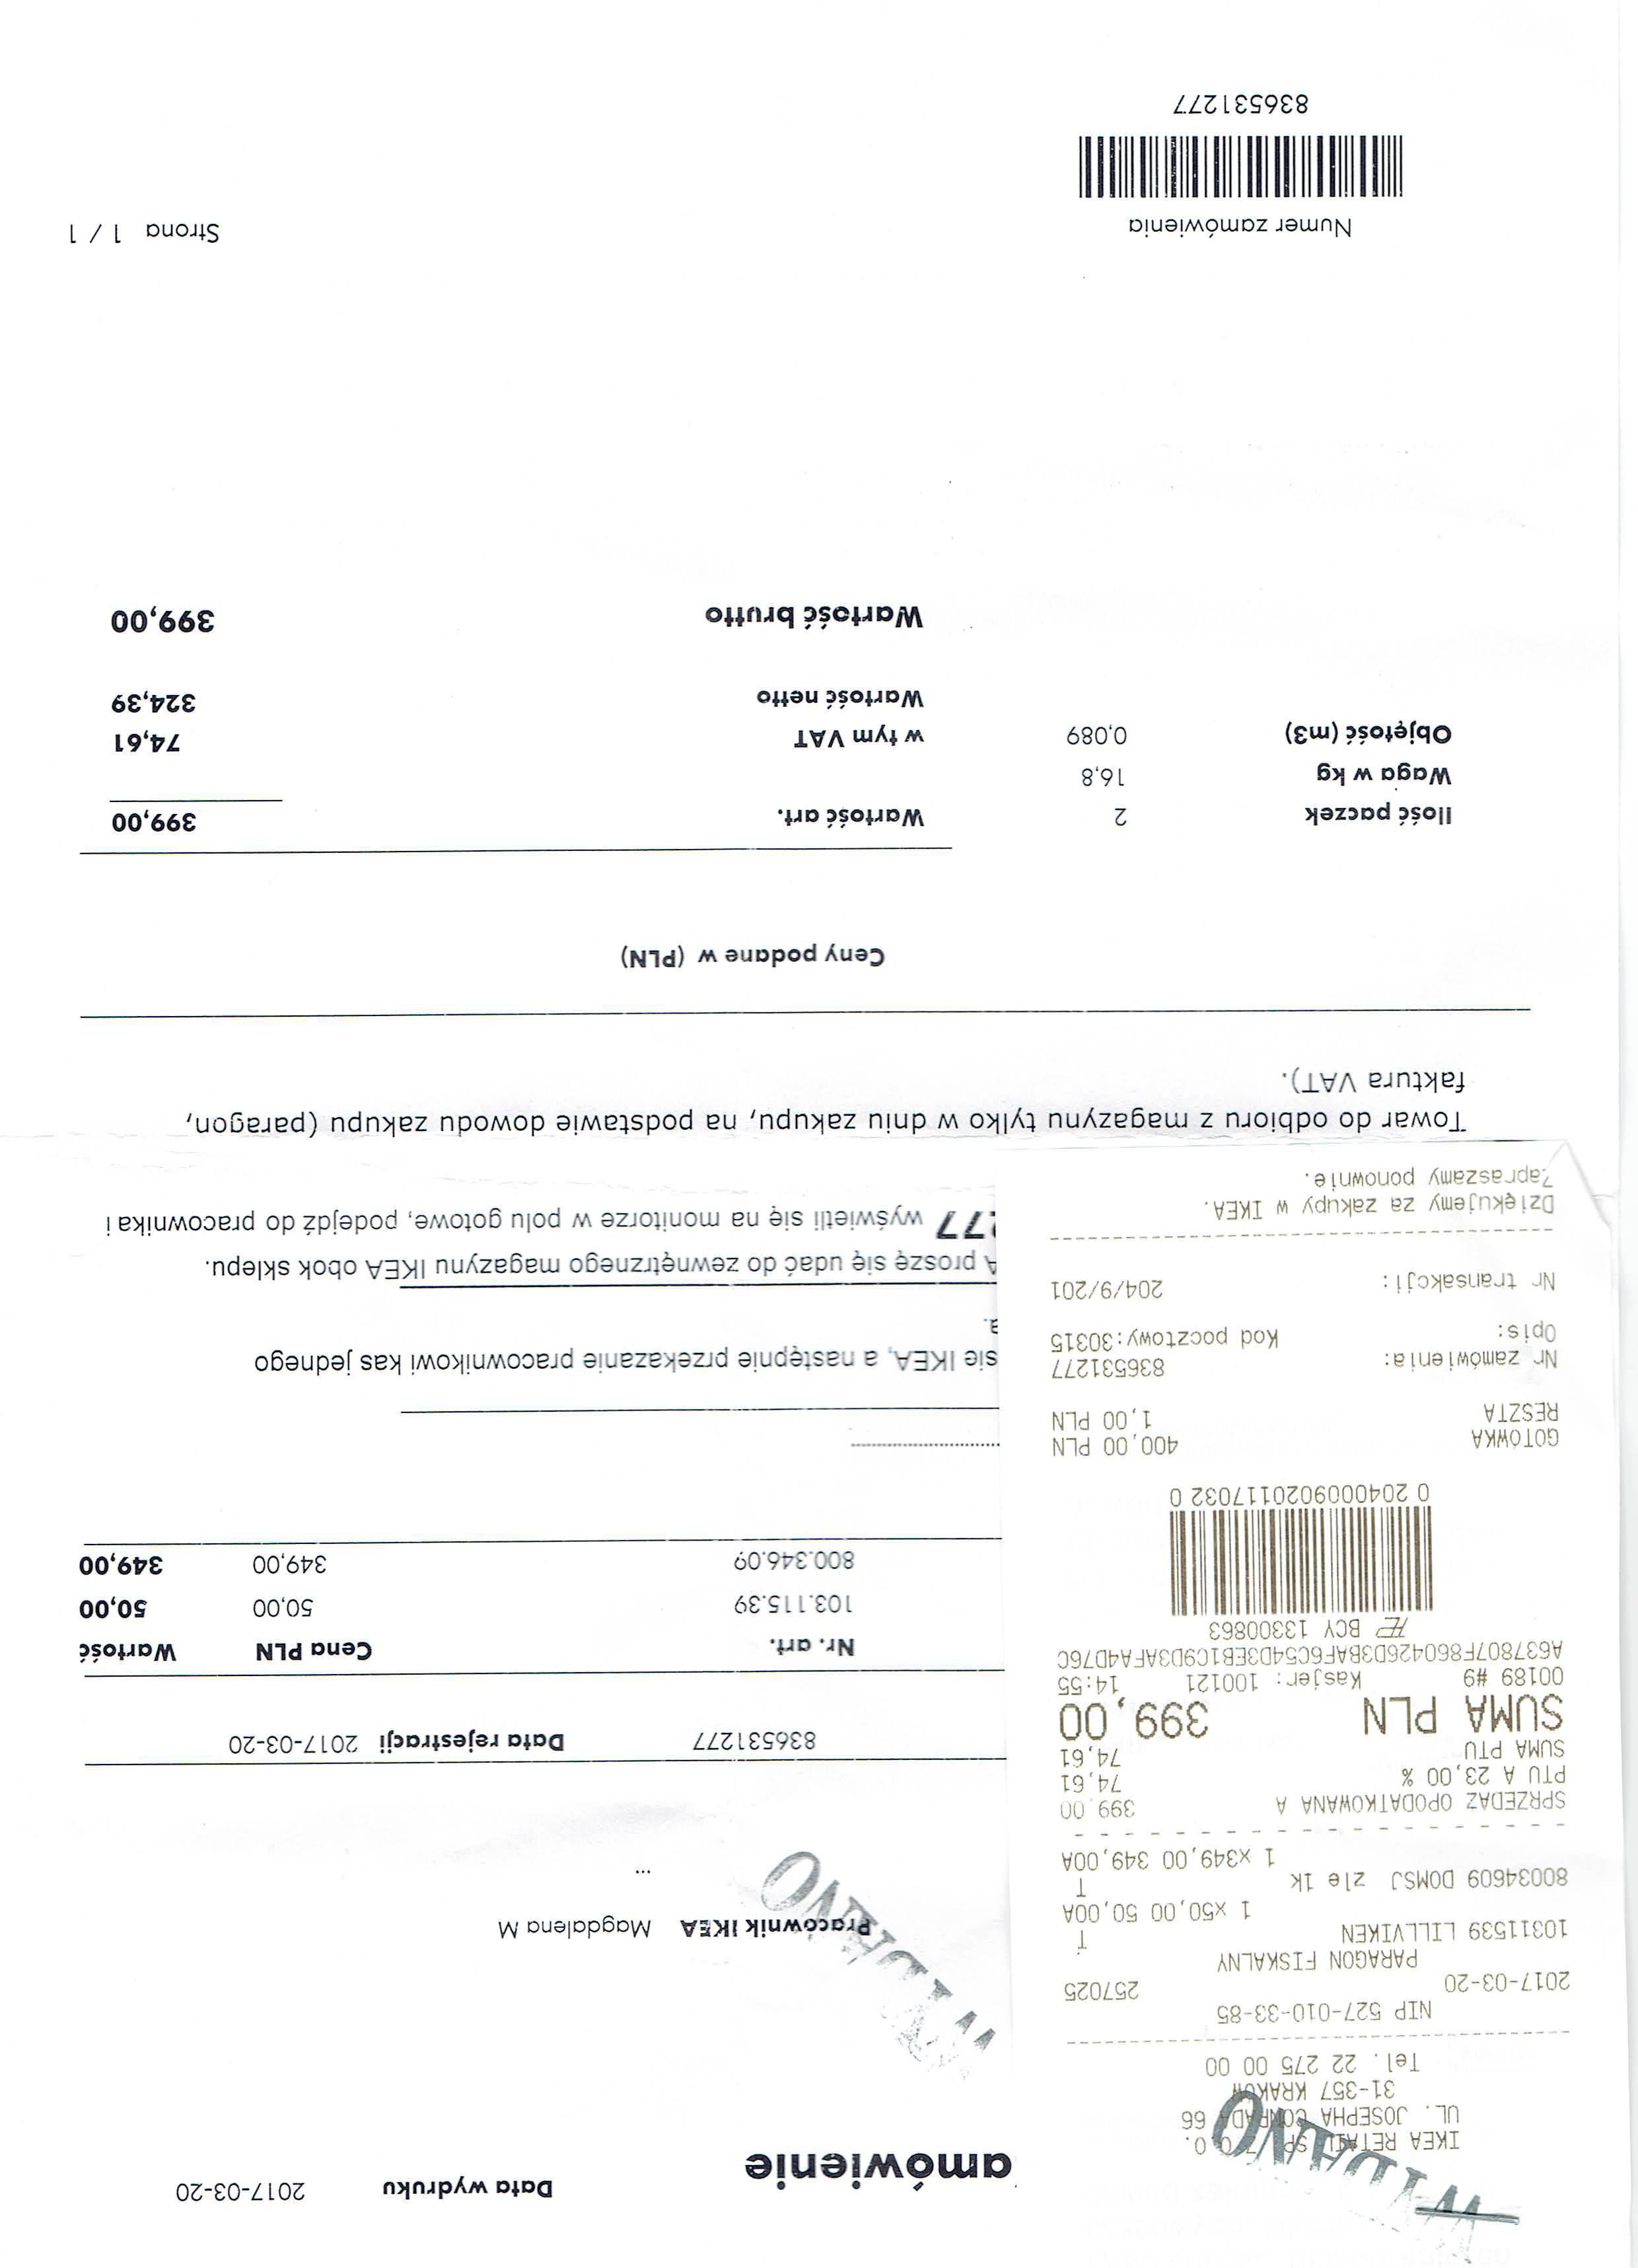 amówienie
Data wydruku 2017-03-20
WYDANO
Pracownik IKEA Magdalena M
...
836531277 Data rejestracji 2017-03-20
Nr. art. Cena PLN Wartość
103.115.39 50,00 50,00
800.346.09 349,00 349,00
sie IKEA, a następnie przekazanie pracownikowi kas jednego
a.
A proszę się udać do zewnętrznego magazynu IKEA obok sklepu.
277 wyświetli się na monitorze w polu gotowe, podejdź do pracownika i
Towar do odbioru z magazynu tylko w dniu zakupu, na podstawie dowodu zakupu (paragon,
faktura VAT).
Ceny podane w (PLN)
Ilość paczek 2 Wartość art. 399,00
Waga w kg 16,8
Objętość (m3) 0,089 w tym VAT 74,61
Wartość netto 324,39
Wartość brutto 399,00
Numer zamówienia
836531277
Strona 1 / 1
WYDANO
IKEA RETAIL SP. Z O.O.
UL. JOSEPHA CONRADA 66
31-357 KRAKÓW
Tel. 22 275 00 00
NIP 527-010-33-85
2017-03-20 257025
PARAGON FISKALNY
10311539 LILLVIKEN T
1 x50,00 50,00A
80034609 DOMSJ zle 1k T
1 x349,00 349,00A
SPRZEDAŻ OPODATKOWANA A 399.00
PTU A 23,00 % 74,61
SUMA PTU 74,61
SUMA PLN 399,00
00189 #9 Kasjer: 100121 14:55
A637807F860426D3BAF6C54D3EB1C9D3AFA4D76C
BCY 13300863
0 2040009020117032 0
GOTÓWKA 400,00 PLN
RESZTA 1,00 PLN
Nr zamówienia: 836531277
Opis: Kod pocztowy:30315
Nr transakcji: 204/9/201
Dziękujemy za zakupy w IKEA.
Zapraszamy ponownie.